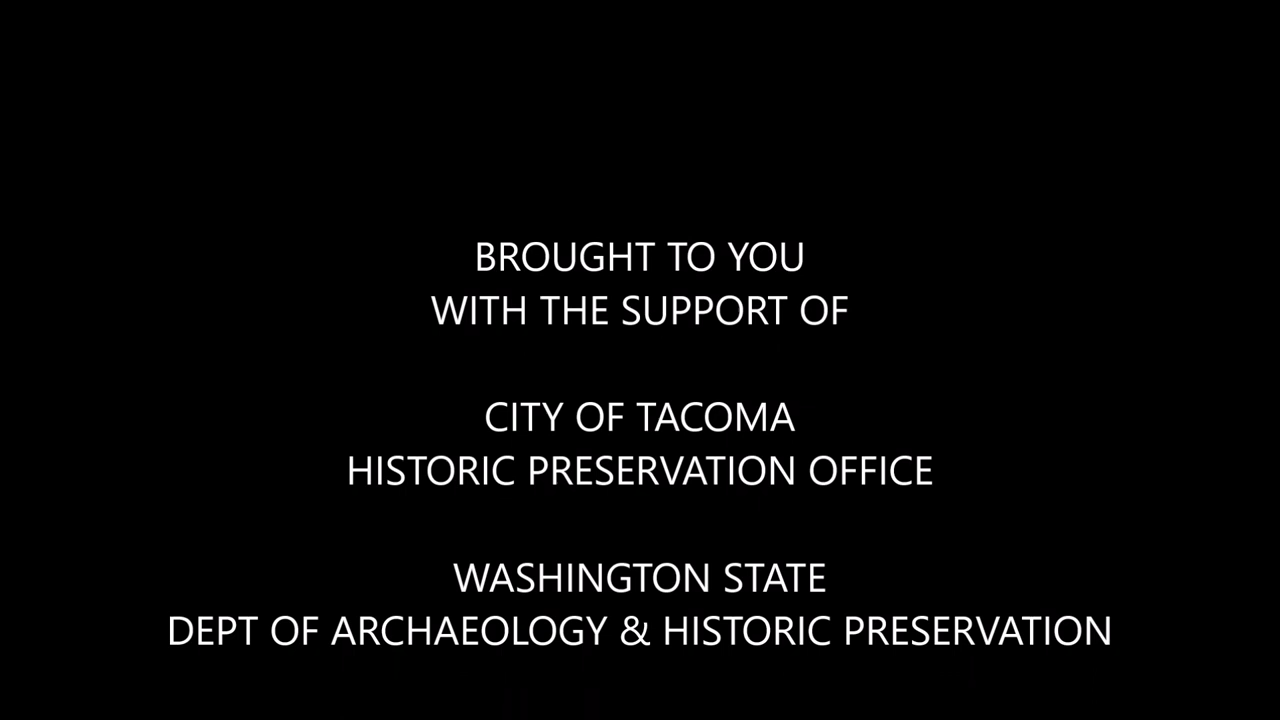 BROUGHT TO YOU
WITH THE SUPPORT OF
CITY OF TACOMA
HISTORIC PRESERVATION OFFICE
WASHINGTON STATE
DEPT OF ARCHAEOLOGY & HISTORIC PRESERVATION